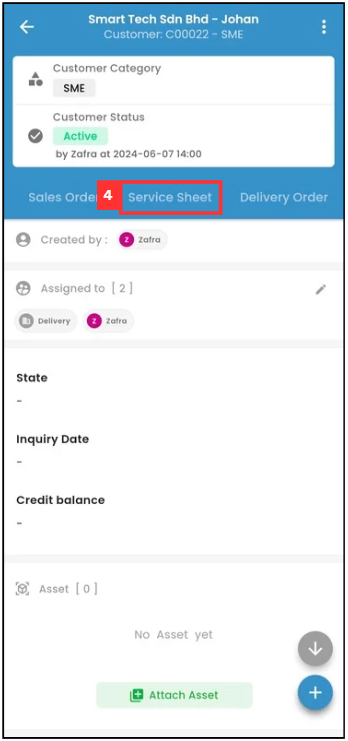 Smart Tech Sdn Bhd - Johan
Customer: C00022 - SME
Customer Category
SME
Customer Status
Active
by Zafra at 2024-06-07 14:00
Sales Order 4 Service Sheet Delivery Order
Created by : Z Zafra
Assigned to [ 2 ]
Delivery Z Zafra
State
-
Inquiry Date
-
Credit balance
-
Asset [ 0 ]
No Asset yet
Attach Asset